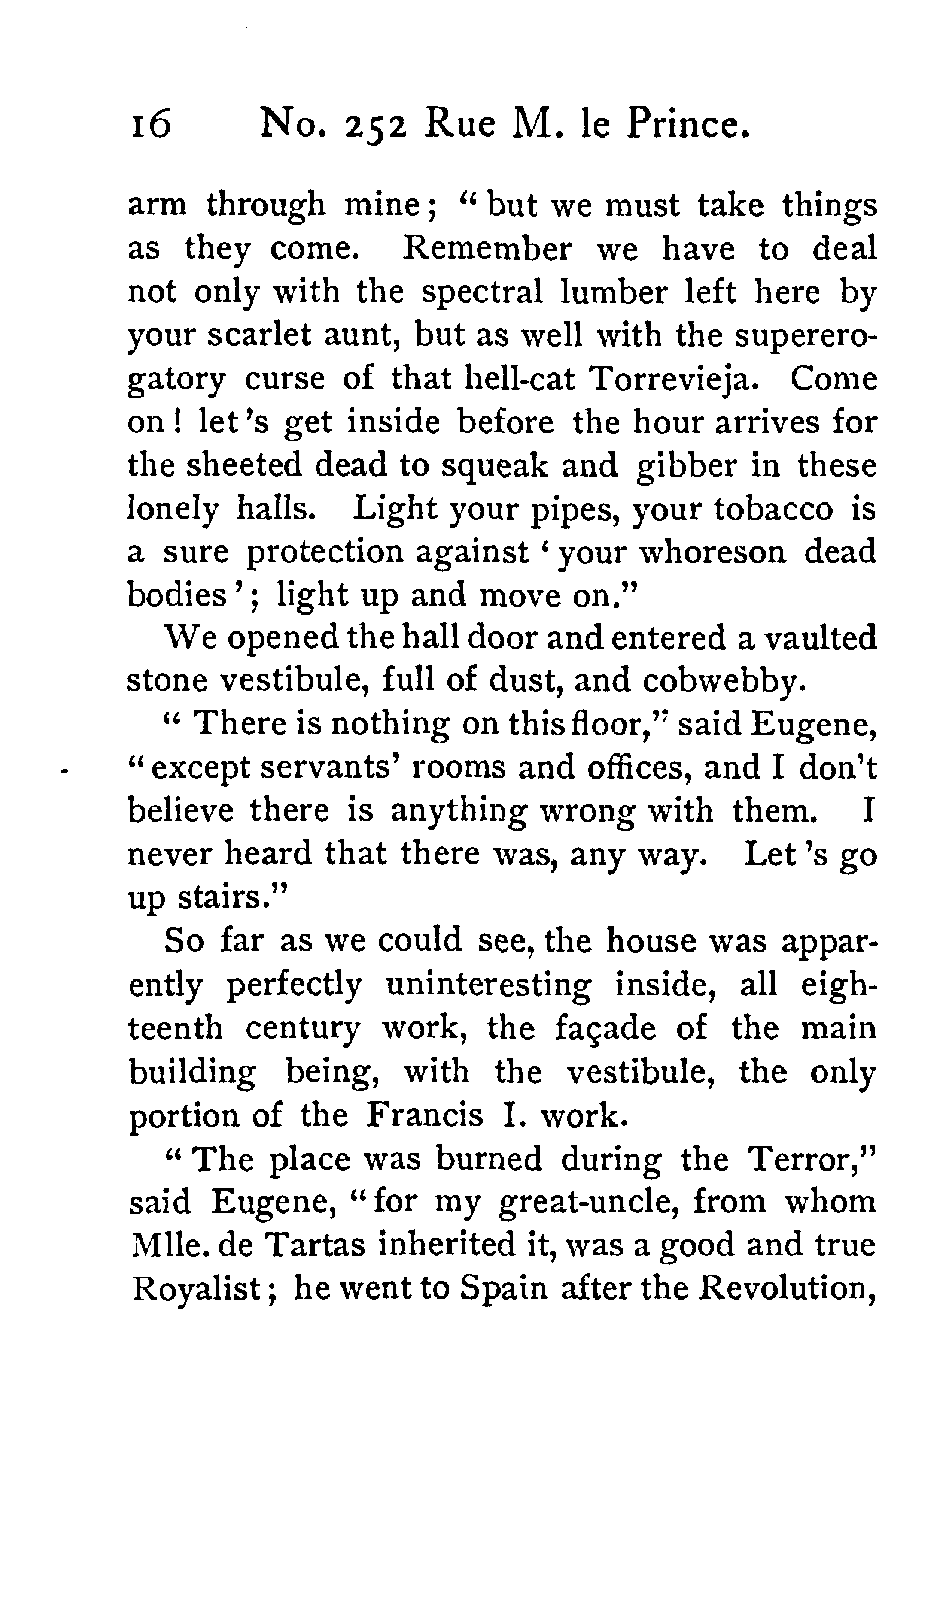 16 No. 252 Rue M. le Prince.
arm through mine; “but we must take things
as they come. Remember we have to deal
not only with the spectral lumber left here by
your scarlet aunt, but as well with the superero-
gatory curse of that hell-cat Torrevieja. Come
on! let's get inside before the hour arrives for
the sheeted dead to squeak and gibber in these
lonely halls. Light your pipes, your tobacco is
a sure protection against ‘your whoreson dead
bodies’; light up and move on.”
We opened the hall door and entered a vaulted
stone vestibule, full of dust, and cobwebby.
“There is nothing on this floor,” said Eugene,
“except servants’ rooms and offices, and I don’t
believe there is anything wrong with them. I
never heard that there was, any way. Let’s go
up stairs.”
So far as we could see, the house was appar-
ently perfectly uninteresting inside, all eigh-
teenth century work, the façade of the main
building being, with the vestibule, the only
portion of the Francis I. work.
“The place was burned during the Terror,”
said Eugene, “for my great-uncle, from whom
Mlle. de Tartas inherited it, was a good and true
Royalist; he went to Spain after the Revolution,